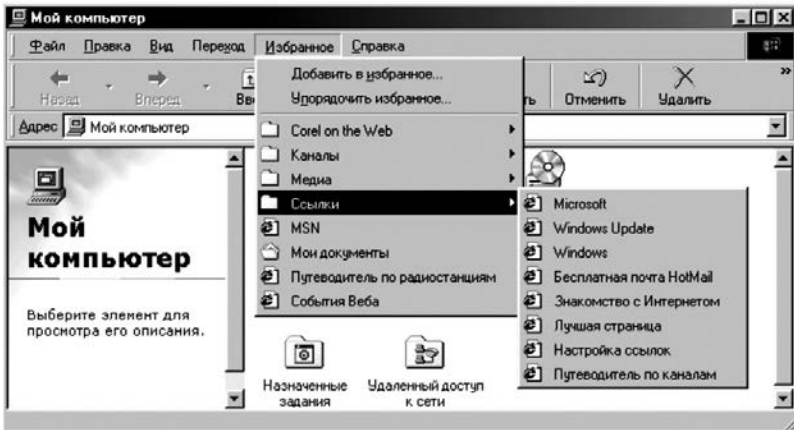 Мой компьютер
Файл Правка Вид Переход Избранное Справка
Назад Вперед Вве ть Отменить Удалить »
Адрес Мой компьютер
Добавить в избранное...
Упорядочить избранное...
Corel on the Web
Каналы
Медиа
Ссылки
MSN
Мои документы
Путеводитель по радиостанциям
События Веба
Microsoft
Windows Update
Windows
Бесплатная почта HotMail
Знакомство с Интернетом
Лучшая страница
Настройка ссылок
Путеводитель по каналам
Мой
компьютер
Выберите элемент для
просмотра его описания.
Назначенные
задания
Удаленный доступ
к сети